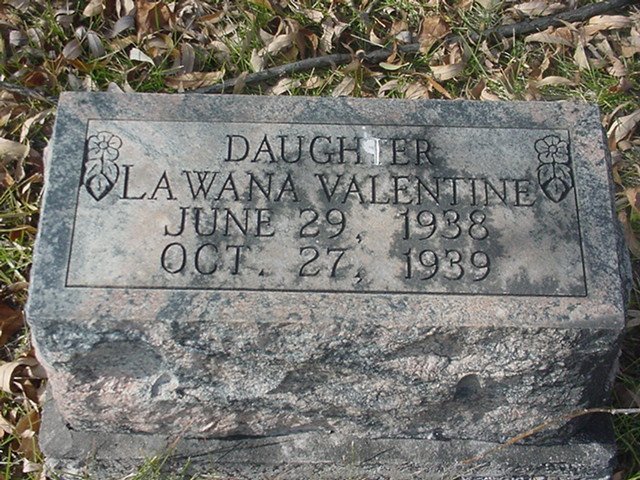 DAUGHTER
LAWANA VALENTINE
JUNE 29, 1938
OCT. 27, 1939